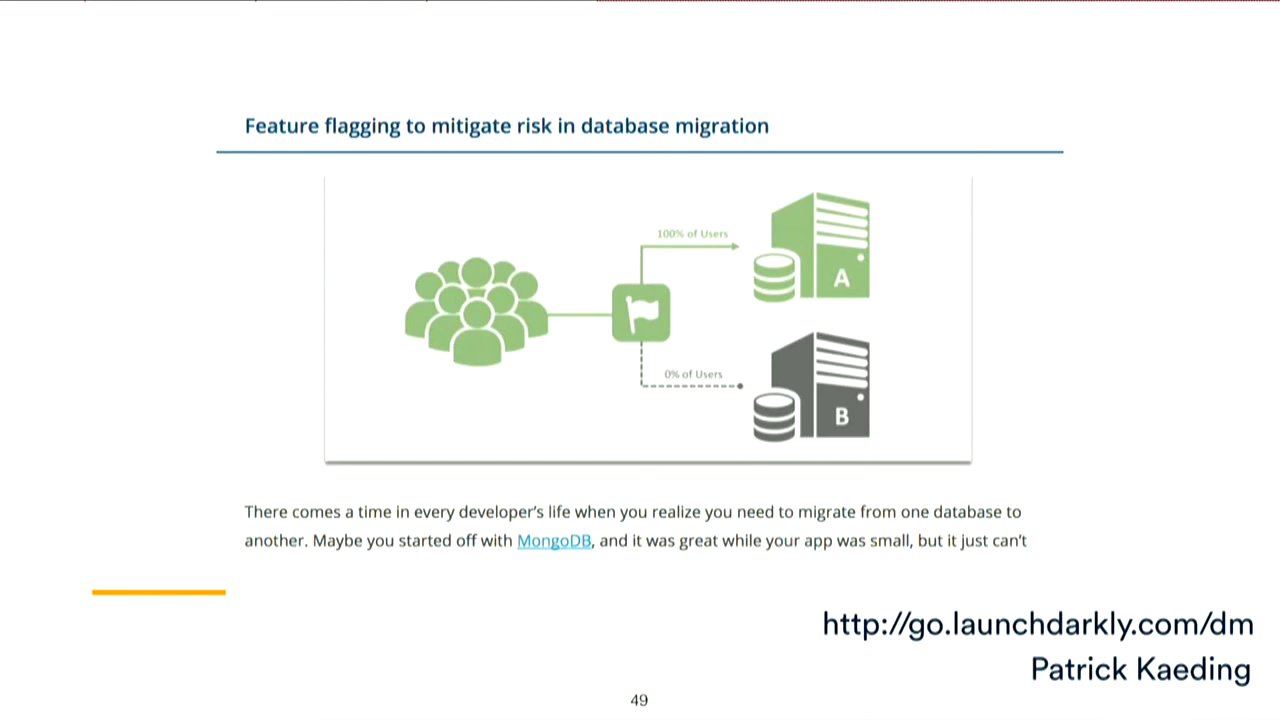 Feature flagging to mitigate risk in database migration
100% of Users
A
0% of Users
B
There comes a time in every developer's life when you realize you need to migrate from one database to
another. Maybe you started off with MongoDB, and it was great while your app was small, but it just can't
http://go.launchdarkly.com/dm
Patrick Kaeding
49